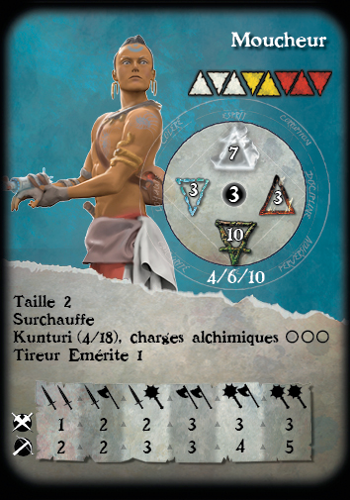 Moucheur
7
3
3
3
10
4/6/10
Taille 2
Surchauffe
Kunturi (4/18), charges alchimiques
Tireur Emérite 1
1 2 2 3 3 3
2 2 3 3 4 5